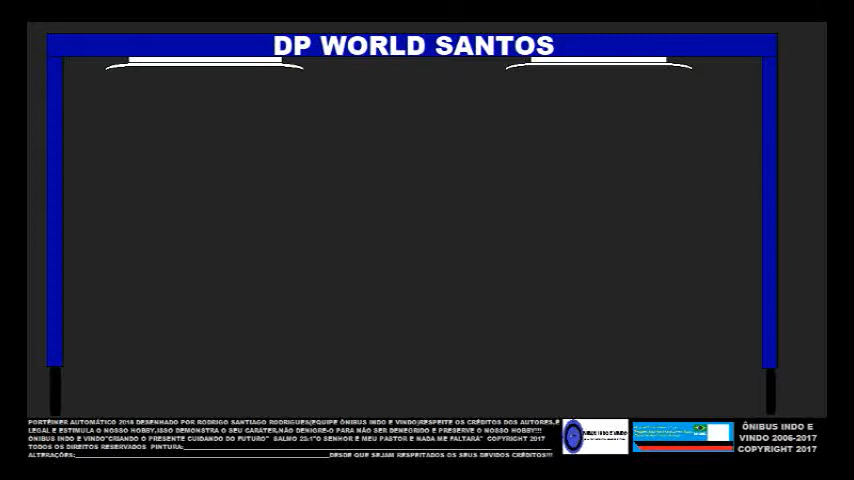 DP WORLD SANTOS
PORTÊINER AUTOMÁTICO 2018 DESENHADO POR RODRIGO SANTIAGO RODRIGUES(EQUIPE ÔNIBUS INDO E VINDO)RESPEITE OS CRÉDITOS DOS AUTORES,É
LEGAL E ESTIMULA O NOSSO HOBBY,ISSO DEMONSTRA O SEU CARÁTER,NÃO DENIGRE-O PARA NÃO SER DENEGRIDO E PRESERVE O NOSSO HOBBY!!!
ÔNIBUS INDO E VINDO"CRIANDO O PRESENTE CUIDANDO DO FUTURO" SALMO 23:1"O SENHOR É MEU PASTOR E NADA ME FALTARÁ" COPYRIGHT 2017
TODOS OS DIREITOS RESERVADOS PINTURA:
ALTERAÇÕES: DESDE QUE SEJAM RESPEITADOS OS SEUS DEVIDOS CRÉDITOS!!!
ÔNIBUS INDO E
VINDO 2006-2017
COPYRIGHT 2017